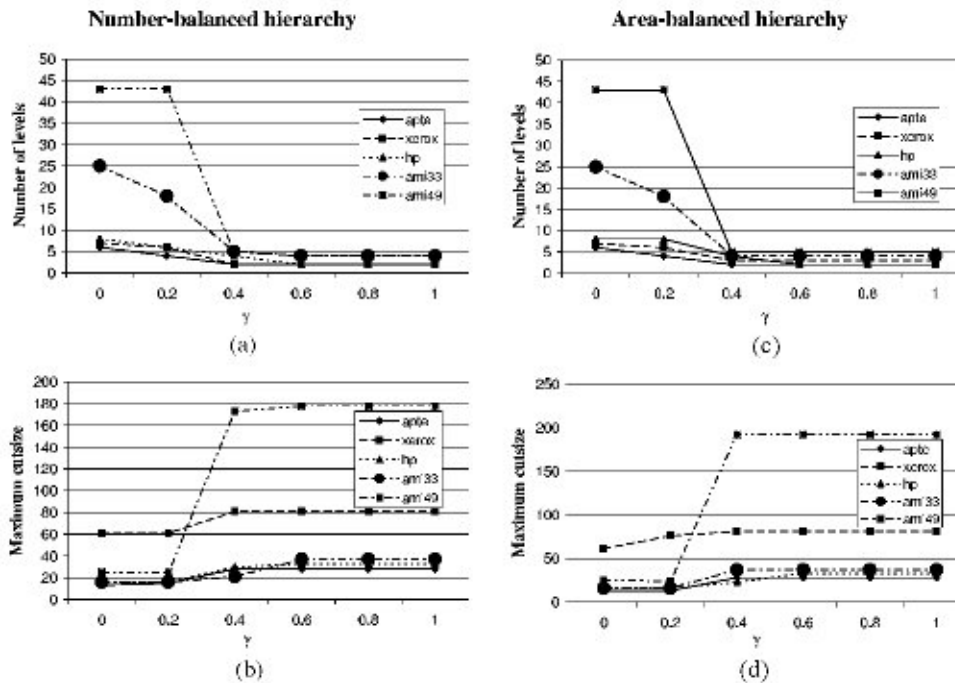 Number-balanced hierarchy
Number of levels
50
45
40
35
30
25
20
15
10
5
0
0 0.2 0.4 0.6 0.8 1
γ
apte
xerox
hp
ami33
ami49
(a)
Area-balanced hierarchy
Number of levels
50
45
40
35
30
25
20
15
10
5
0
0 0.2 0.4 0.6 0.8 1
γ
apte
xerox
hp
ami33
ami49
(c)
Maximum cutsize
200
180
160
140
120
100
80
60
40
20
0
0 0.2 0.4 0.6 0.8 1
γ
apte
xerox
hp
ami33
ami49
(b)
Maximum cutsize
250
200
150
100
50
0
0 0.2 0.4 0.6 0.8 1
γ
apte
xerox
hp
ami33
ami49
(d)